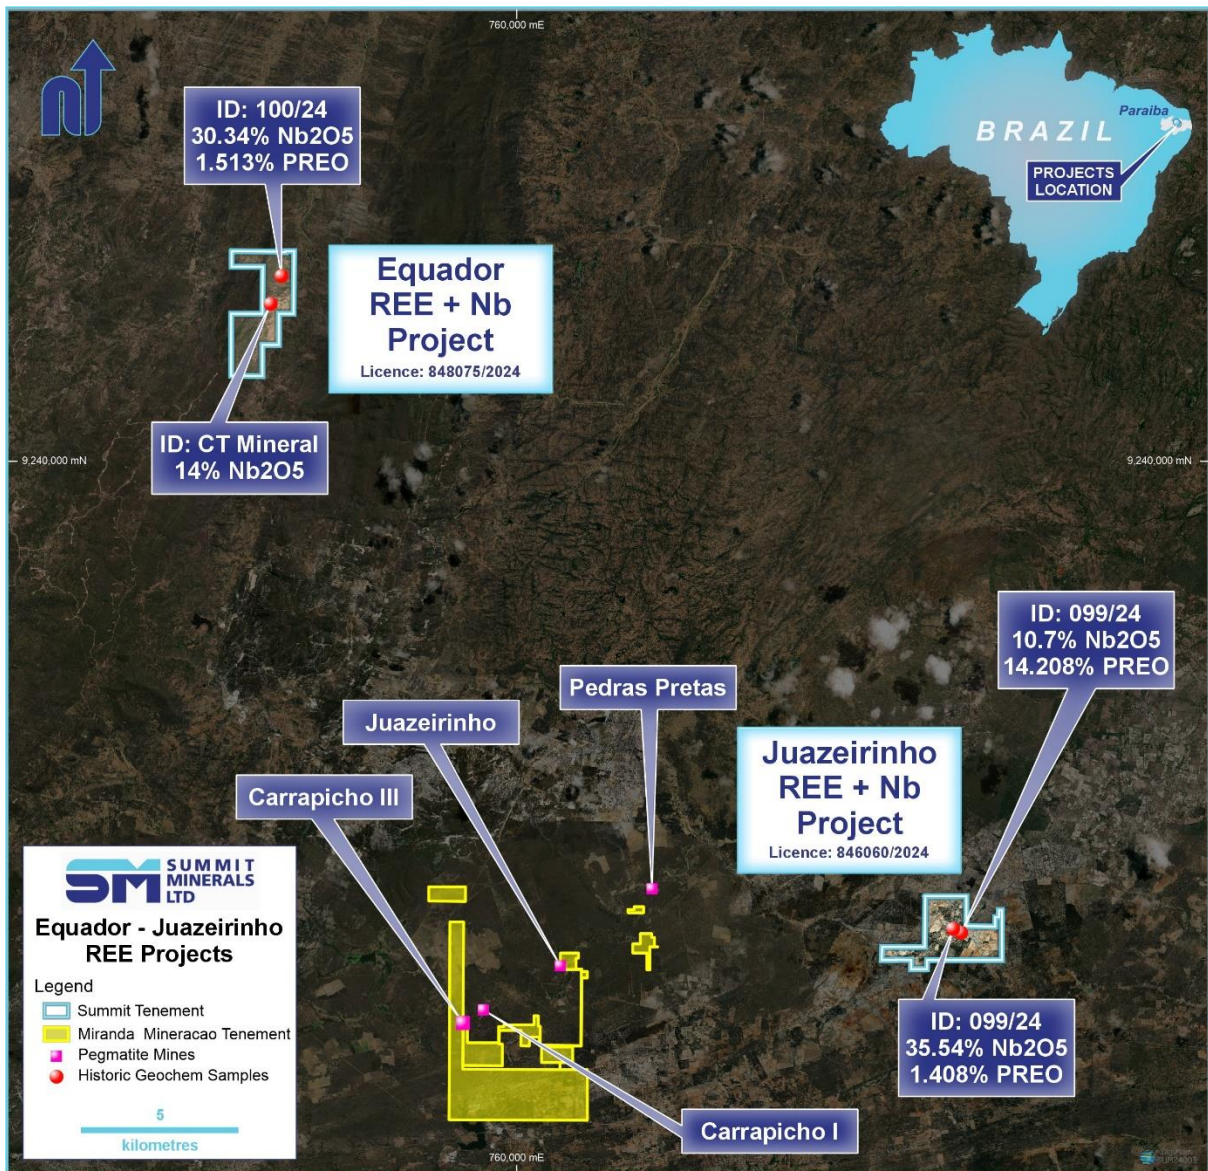 760,000 mE
n
ID: 100/24
30.34% Nb2O5
1.513% PREO
Paraiba
BRAZIL
PROJECTS
LOCATION
Equador
REE + Nb
Project
Licence: 848075/2024
ID: CT Mineral
14% Nb2O5
9,240,000 mN
9,240,000 mN
ID: 099/24
10.7% Nb2O5
14.208% PREO
Pedras Pretas
Juazeirinho
Carrapicho III
Juazeirinho
REE + Nb
Project
Licence: 846060/2024
SM SUMMIT
MINERALS
LTD
Equador - Juazeirinho
REE Projects
Legend
Summit Tenement
Miranda Mineracao Tenement
Pegmatite Mines
Historic Geochem Samples
5
kilometres
ID: 099/24
35.54% Nb2O5
1.408% PREO
Carrapicho I
760,000 mE